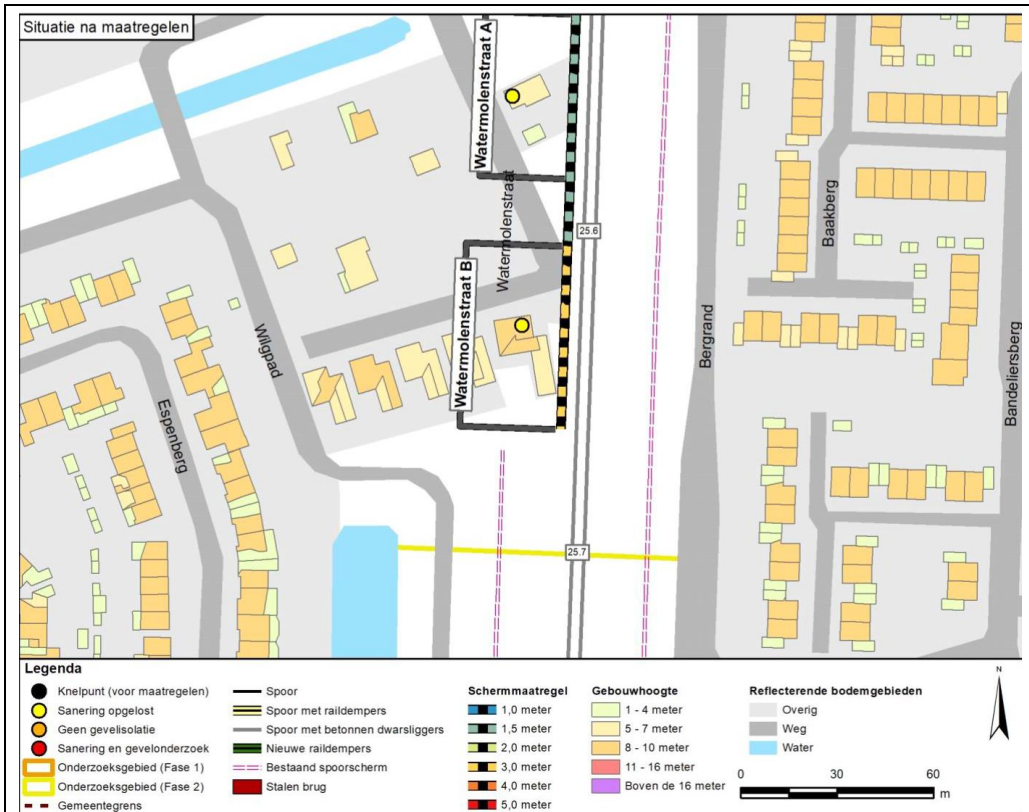 Situatie na maatregelen
Watermolenstraat A
Watermolenstraat
Watermolenstraat B
25.6
25.7
Wilgpad
Espenberg
Bergrand
Baakberg
Bandeliersberg
Legenda
Knelpunt (voor maatregelen)
Sanering opgelost
Geen gevelisolatie
Sanering en gevelonderzoek
Onderzoeksgebied (Fase 1)
Onderzoeksgebied (Fase 2)
Gemeentegrens
Spoor
Spoor met raildempers
Spoor met betonnen dwarsliggers
Nieuwe raildempers
Bestaand spoorscherm
Stalen brug
Schermmaatregel
1,0 meter
1,5 meter
2,0 meter
3,0 meter
4,0 meter
5,0 meter
Gebouwhoogte
1 - 4 meter
5 - 7 meter
8 - 10 meter
11 - 16 meter
Boven de 16 meter
Reflecterende bodemgebieden
Overig
Weg
Water
N
0 30 60
m